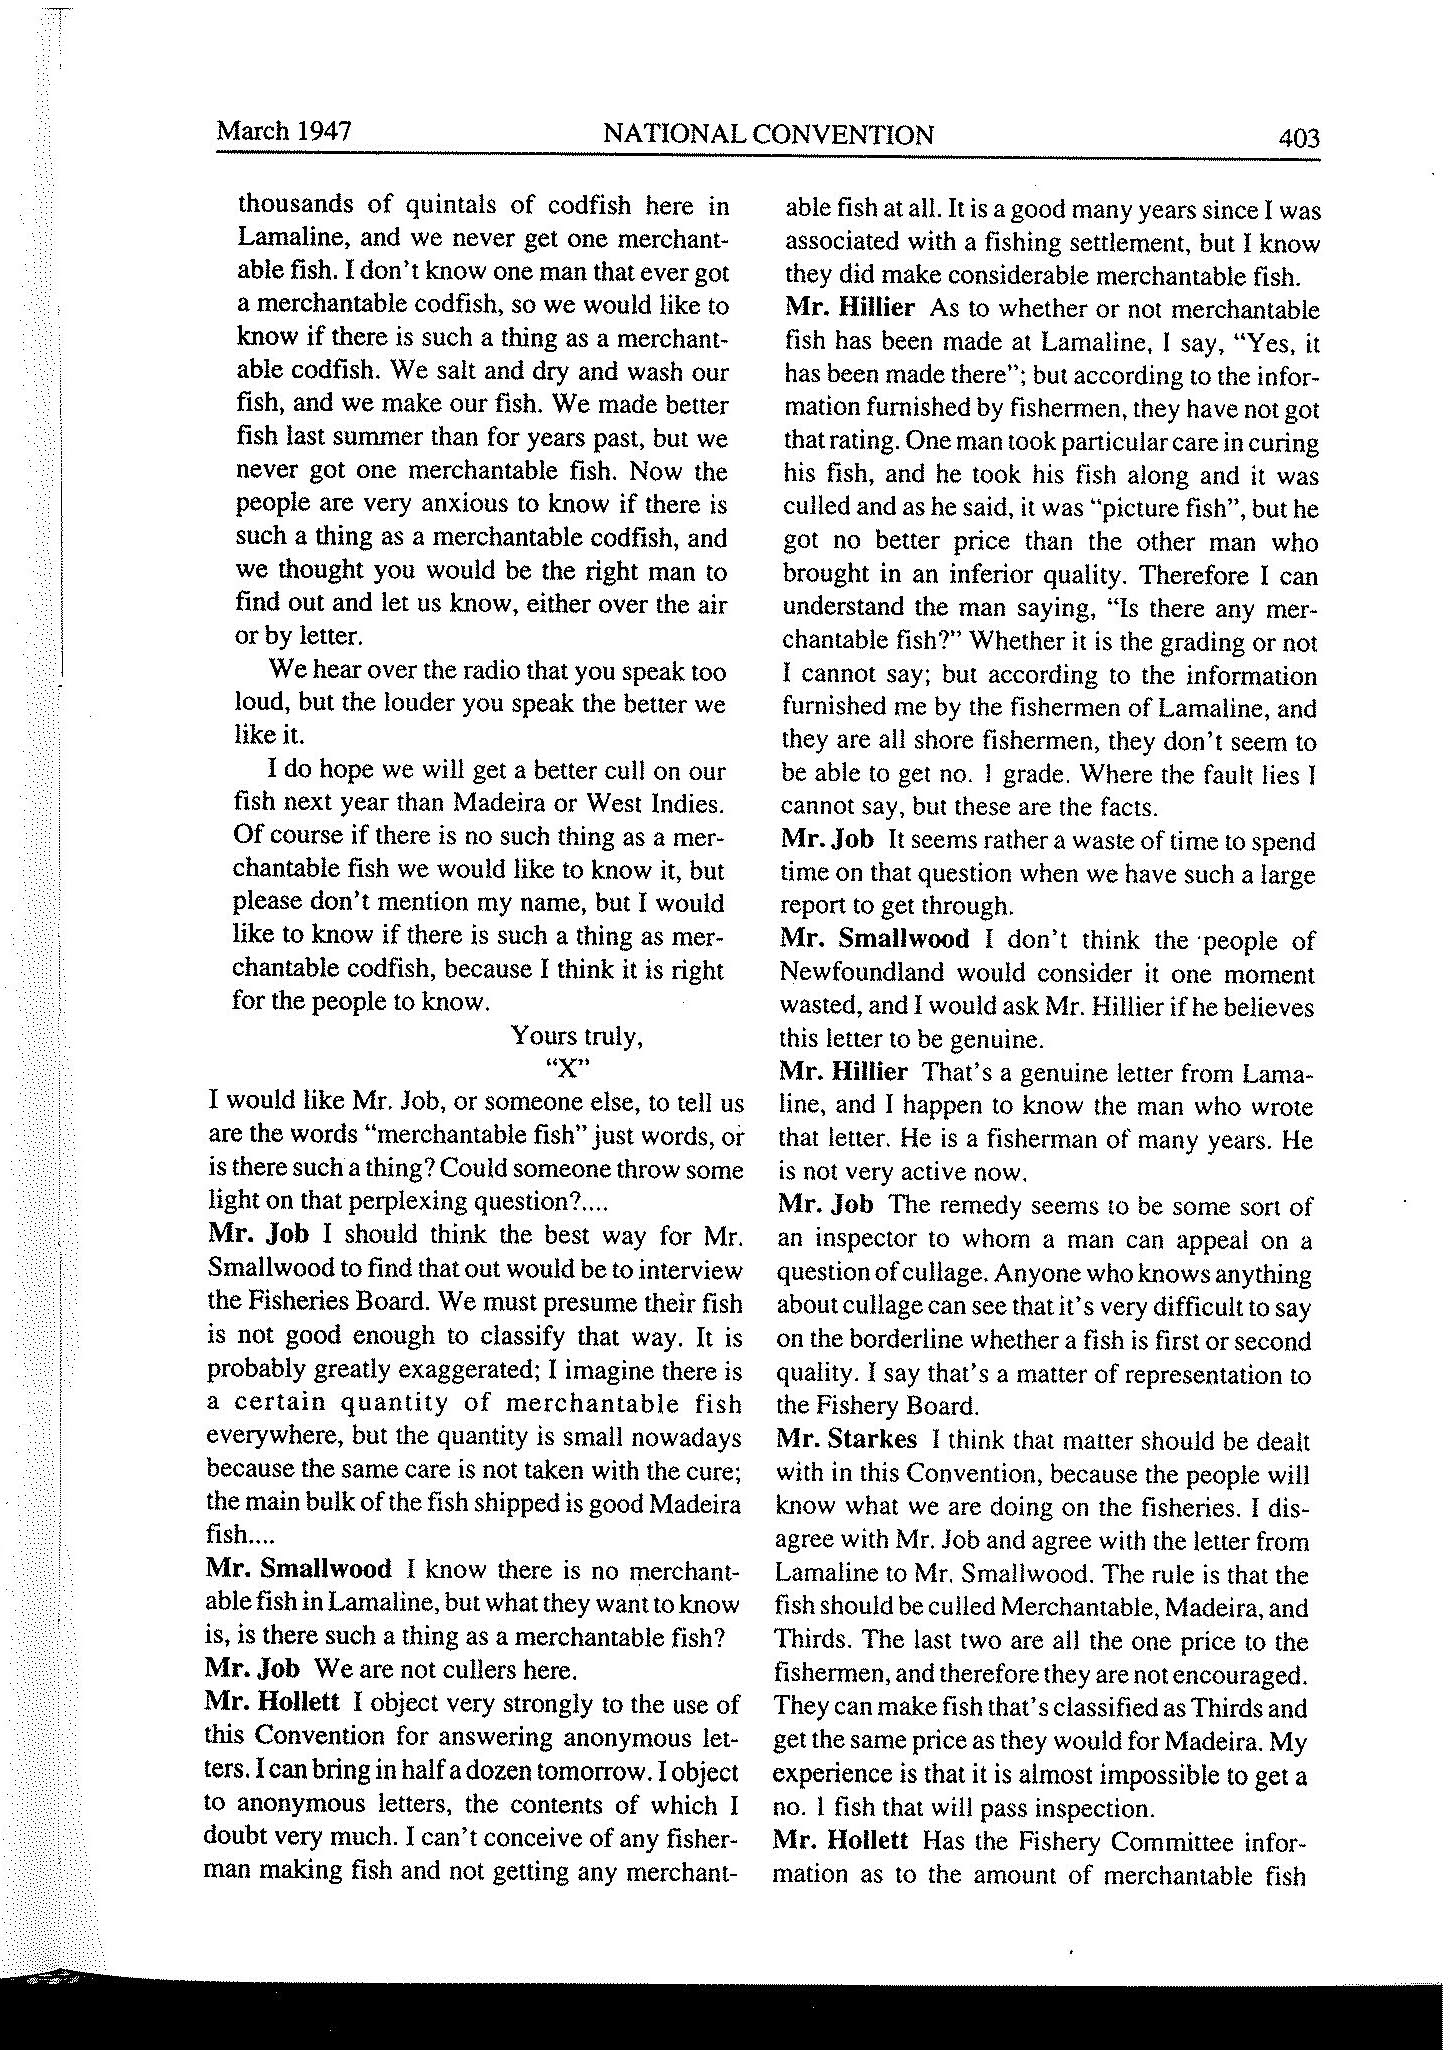 March 1947
NATIONAL CONVENTION
403
thousands of quintals of codfish here in
Lamaline, and we never get one merchant-
able fish. I don't know one man that ever got
a merchantable codfish, so we would like to
know if there is such a thing as a merchant-
able codfish. We salt and dry and wash our
fish, and we make our fish. We made better
fish last summer than for years past, but we
never got one merchantable fish. Now the
people are very anxious to know if there is
such a thing as a merchantable codfish, and
we thought you would be the right man to
find out and let us know, either over the air
or by letter.
We hear over the radio that you speak too
loud, but the louder you speak the better we
like it.
I do hope we will get a better cull on our
fish next year than Madeira or West Indies.
Of course if there is no such thing as a mer-
chantable fish we would like to know it, but
please don't mention my name, but I would
like to know if there is such a thing as mer-
chantable codfish, because I think it is right
for the people to know.
Yours truly,
"X"
I would like Mr. Job, or someone else, to tell us
are the words "merchantable fish" just words, or
is there such a thing? Could someone throw some
light on that perplexing question?....
Mr. Job I should think the best way for Mr.
Smallwood to find that out would be to interview
the Fisheries Board. We must presume their fish
is not good enough to classify that way. It is
probably greatly exaggerated; I imagine there is
a certain quantity of merchantable fish
everywhere, but the quantity is small nowadays
because the same care is not taken with the cure;
the main bulk of the fish shipped is good Madeira
fish....
Mr. Smallwood I know there is no merchant-
able fish in Lamaline, but what they want to know
is, is there such a thing as a merchantable fish?
Mr. Job We are not cullers here.
Mr. Hollett I object very strongly to the use of
this Convention for answering anonymous let-
ters. I can bring in half a dozen tomorrow. I object
to anonymous letters, the contents of which I
doubt very much. I can't conceive of any fisher-
man making fish and not getting any merchant-
able fish at all. It is a good many years since I was
associated with a fishing settlement, but I know
they did make considerable merchantable fish.
Mr. Hillier As to whether or not merchantable
fish has been made at Lamaline, I say, "Yes, it
has been made there"; but according to the infor-
mation furnished by fishermen, they have not got
that rating. One man took particular care in curing
his fish, and he took his fish along and it was
culled and as he said, it was "picture fish", but he
got no better price than the other man who
brought in an inferior quality. Therefore I can
understand the man saying, "Is there any mer-
chantable fish?" Whether it is the grading or not
I cannot say; but according to the information
furnished me by the fishermen of Lamaline, and
they are all shore fishermen, they don't seem to
be able to get no. 1 grade. Where the fault lies I
cannot say, but these are the facts.
Mr. Job It seems rather a waste of time to spend
time on that question when we have such a large
report to get through.
Mr. Smallwood I don't think the people of
Newfoundland would consider it one moment
wasted, and I would ask Mr. Hillier if he believes
this letter to be genuine.
Mr. Hillier That's a genuine letter from Lama-
line, and I happen to know the man who wrote
that letter. He is a fisherman of many years. He
is not very active now.
Mr. Job The remedy seems to be some sort of
an inspector to whom a man can appeal on a
question of cullage. Anyone who knows anything
about cullage can see that it's very difficult to say
on the borderline whether a fish is first or second
quality. I say that's a matter of representation to
the Fishery Board.
Mr. Starkes I think that matter should be dealt
with in this Convention, because the people will
know what we are doing on the fisheries. I dis-
agree with Mr. Job and agree with the letter from
Lamaline to Mr. Smallwood. The rule is that the
fish should be culled Merchantable, Madeira, and
Thirds. The last two are all the one price to the
fishermen, and therefore they are not encouraged.
They can make fish that's classified as Thirds and
get the same price as they would for Madeira. My
experience is that it is almost impossible to get a
no. 1 fish that will pass inspection.
Mr. Hollett Has the Fishery Committee infor-
mation as to the amount of merchantable fish